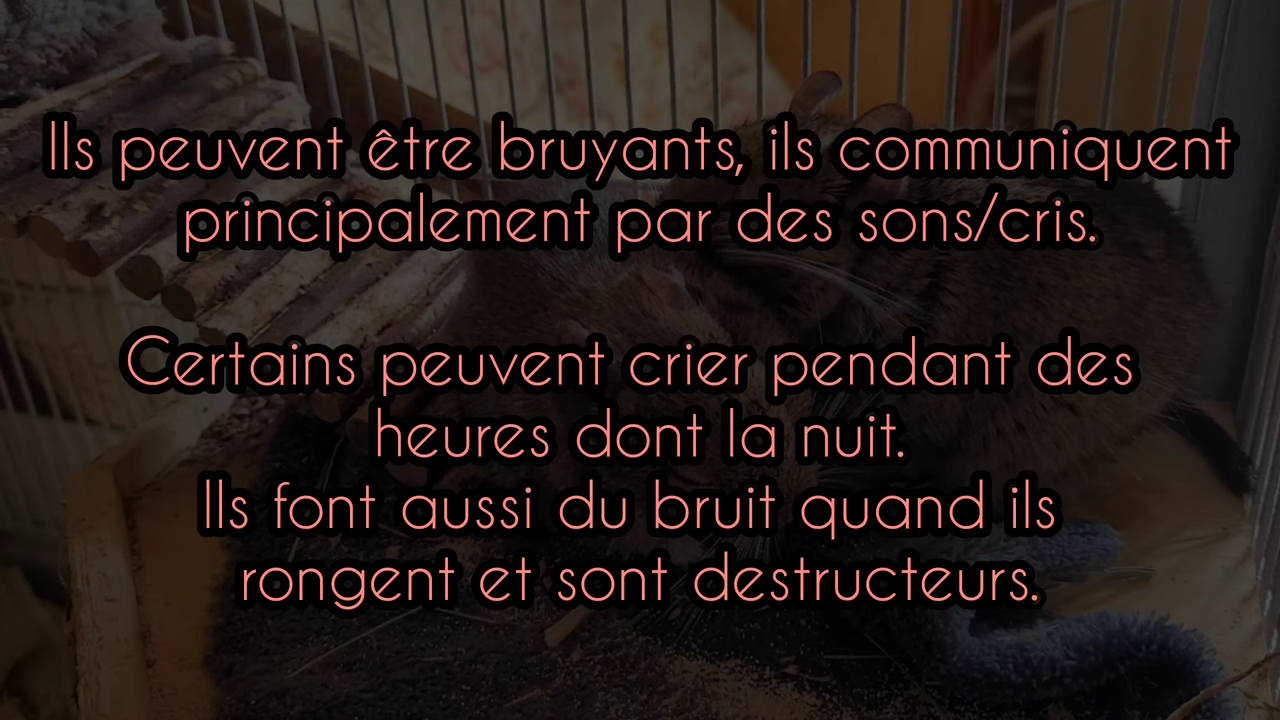 Ils peuvent être bruyants, ils communiquent
principalement par des sons/cris.
Certains peuvent crier pendant des
heures dont la nuit.
Ils font aussi du bruit quand ils
rongent et sont destructeurs.